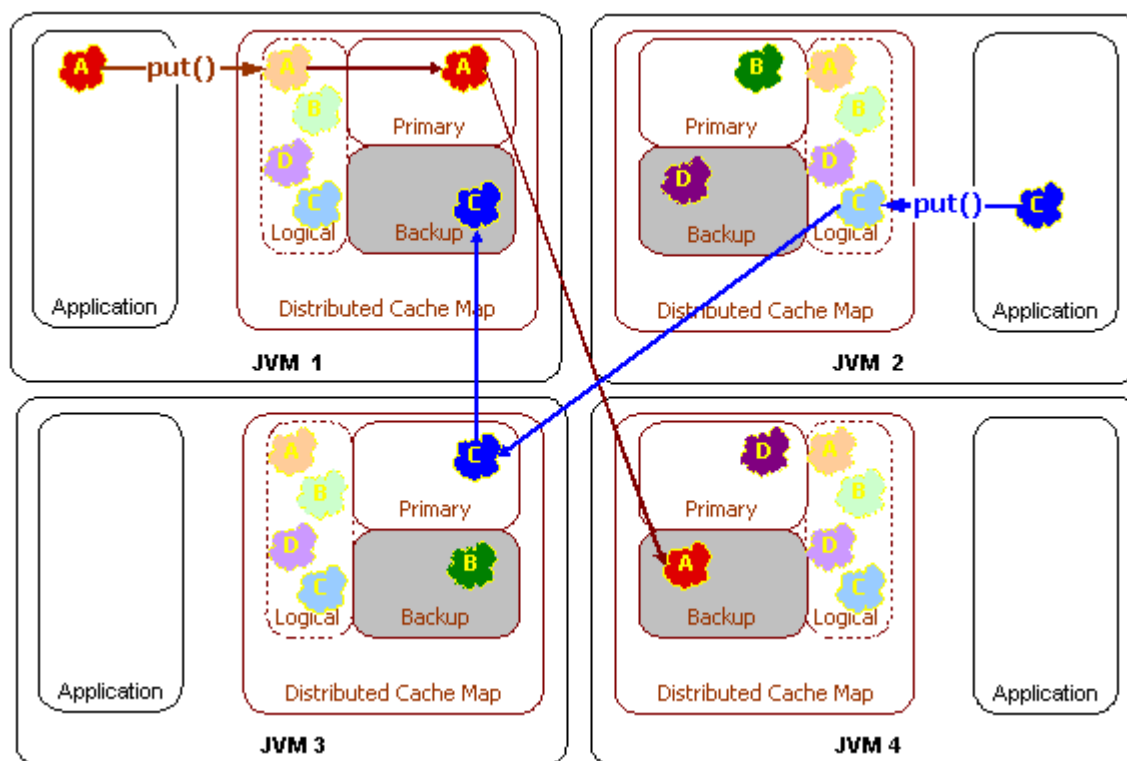 A put() A A
B Primary
D
C C
Logical Backup
Application Distributed Cache Map
JVM 1
B A
Primary B
D D
C put() C
Backup Logical
Distributed Cache Map Application
JVM 2
A C
B Primary
D B
C
Logical Backup
Application Distributed Cache Map
JVM 3
D A
Primary B
A D
C
Backup Logical
Distributed Cache Map Application
JVM 4